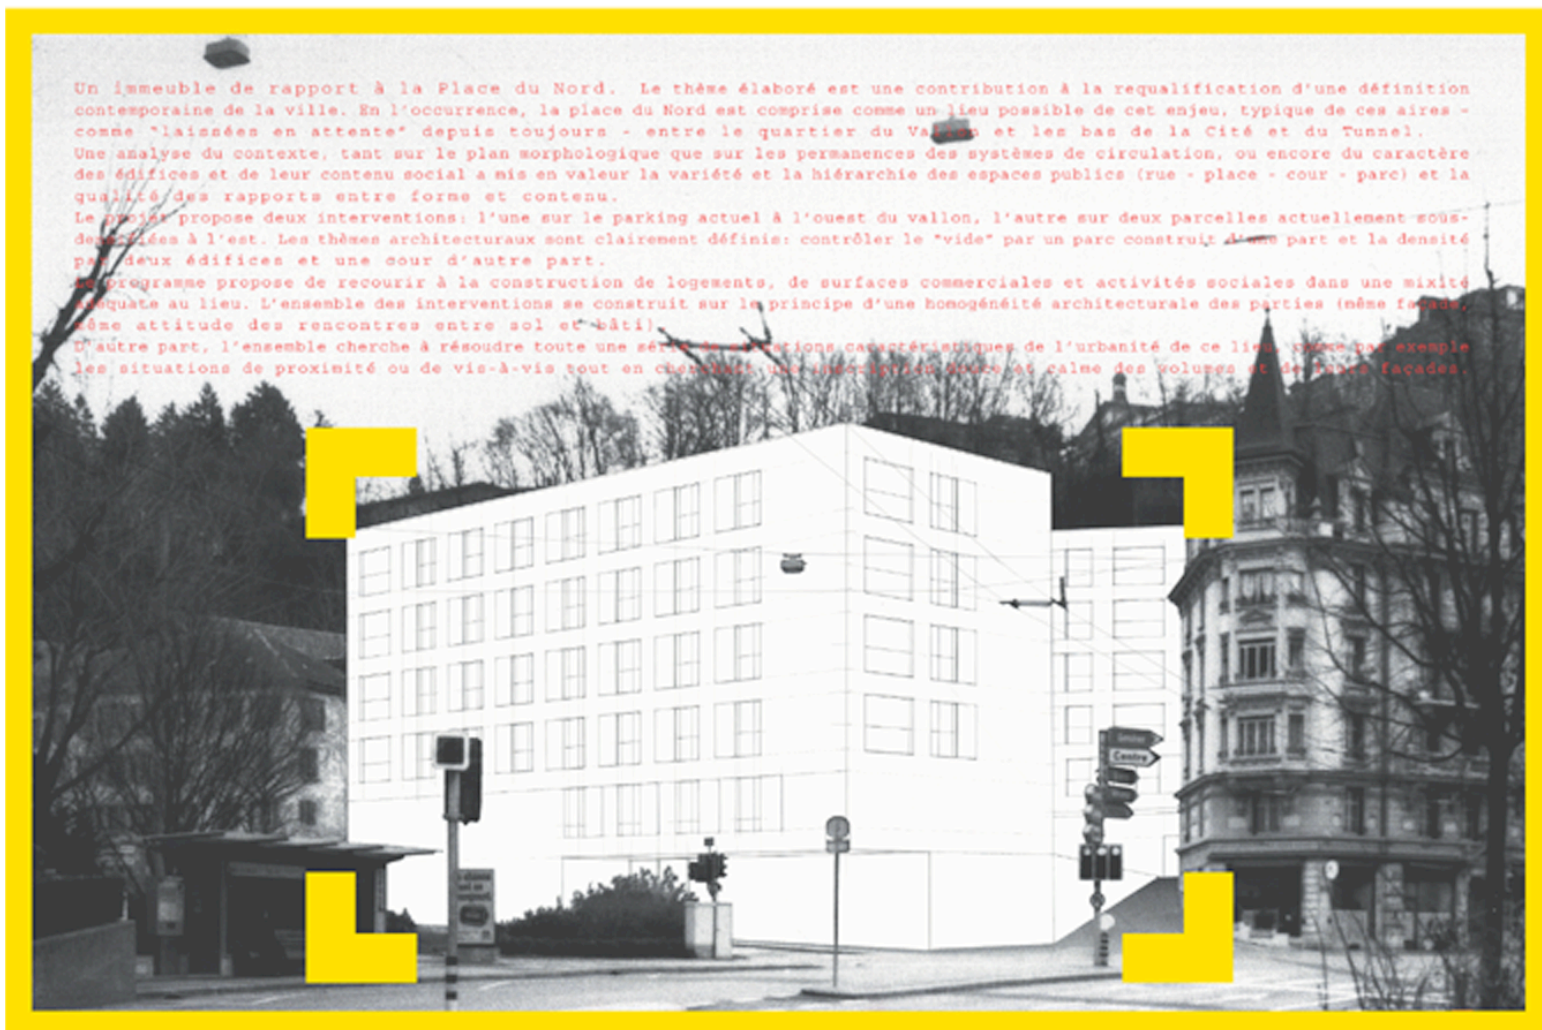 Un immeuble de rapport à la Place du Nord. Le thème élaboré est une contribution à la requalification d'une définition
contemporaine de la ville. En l'occurrence, la place du Nord est comprise comme un lieu possible de cet enjeu, typique de ces aires -
comme "laissées en attente" depuis toujours - entre le quartier du Vallon et les bas de la Cité et du Tunnel.
Une analyse du contexte, tant sur le plan morphologique que sur les permanences des systèmes de circulation, ou encore du caractère
des édifices et de leur contenu social a mis en valeur la variété et la hiérarchie des espaces publics (rue - place - cour - parc) et la
qualité des rapports entre forme et contenu.
Le projet propose deux interventions: l'une sur le parking actuel à l'ouest du vallon, l'autre sur deux parcelles actuellement sous-
densifiées à l'est. Les thèmes architecturaux sont clairement définis: contrôler le "vide" par un parc construit d'une part et la densité
par deux édifices et une cour d'autre part.
Le programme propose de recourir à la construction de logements, de surfaces commerciales et activités sociales dans une mixité
adéquate au lieu. L'ensemble des interventions se construit sur le principe d'une homogénéité architecturale des parties (même façade,
même attitude des rencontres entre sol et bâti).
D'autre part, l'ensemble cherche à résoudre toute une série de situations caractéristiques de l'urbanité de ce lieu, comme par exemple
les situations de proximité ou de vis-à-vis tout en cherchant une inscription douce et calme des volumes et de leurs façades.
Centre